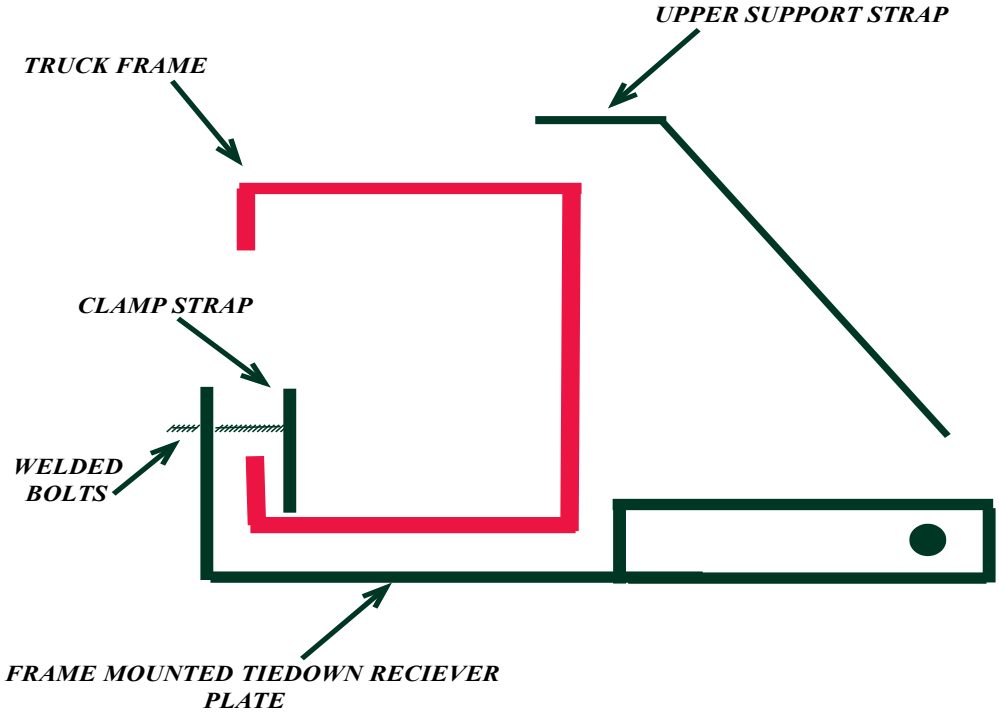 UPPER SUPPORT STRAP
TRUCK FRAME
CLAMP STRAP
WELDED
BOLTS
FRAME MOUNTED TIEDOWN RECIEVER
PLATE